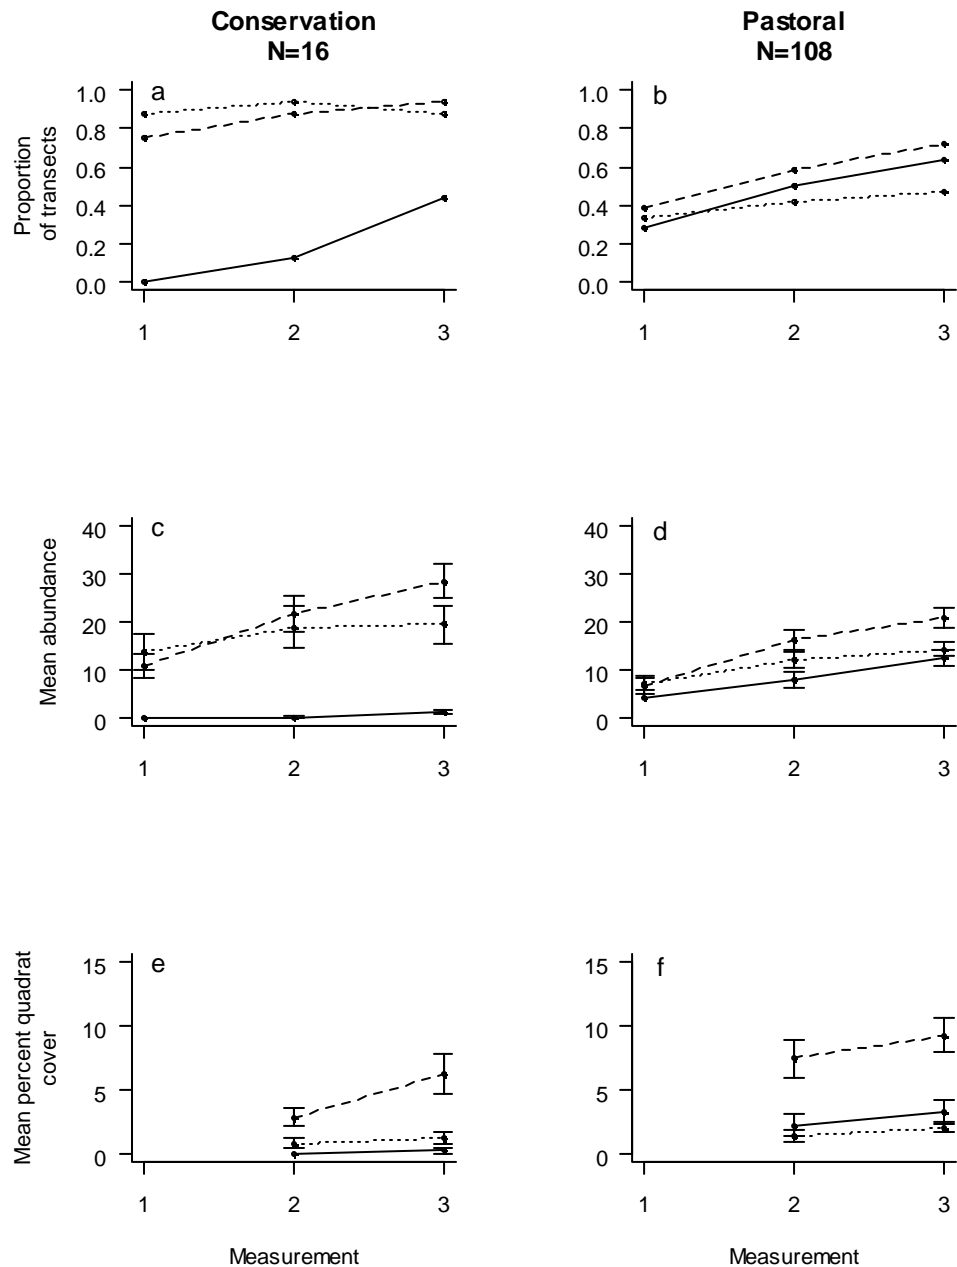 Conservation
N=16
Pastoral
N=108
Proportion
of transects
a
1.0
0.8
0.6
0.4
0.2
0.0
1 2 3
b
1.0
0.8
0.6
0.4
0.2
0.0
1 2 3
Mean abundance
c
40
30
20
10
0
1 2 3
d
40
30
20
10
0
1 2 3
Mean percent quadrat
cover
e
15
10
5
0
1 2 3
Measurement
f
15
10
5
0
1 2 3
Measurement